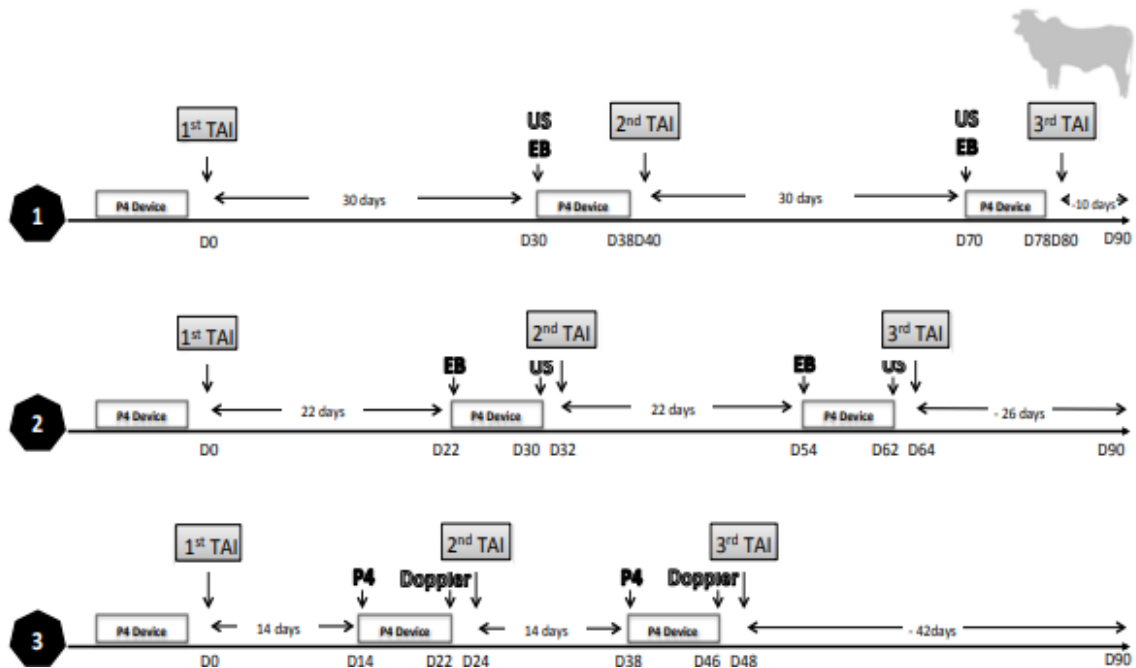 1st TAI
US
EB
2nd TAI
US
EB
3rd TAI
1
P4 Device
30 days
P4 Device
30 days
P4 Device
-10 days
D0
D30
D38D40
D70
D78D80
D90
1st TAI
2nd TAI
3rd TAI
EB
US
EB
US
2
P4 Device
22 days
P4 Device
22 days
P4 Device
- 26 days
D0
D22
D30
D32
D54
D62
D64
D90
1st TAI
2nd TAI
3rd TAI
P4
Doppler
P4
Doppler
3
P4 Device
14 days
P4 Device
14 days
P4 Device
- 42days
D0
D14
D22
D24
D38
D46
D48
D90